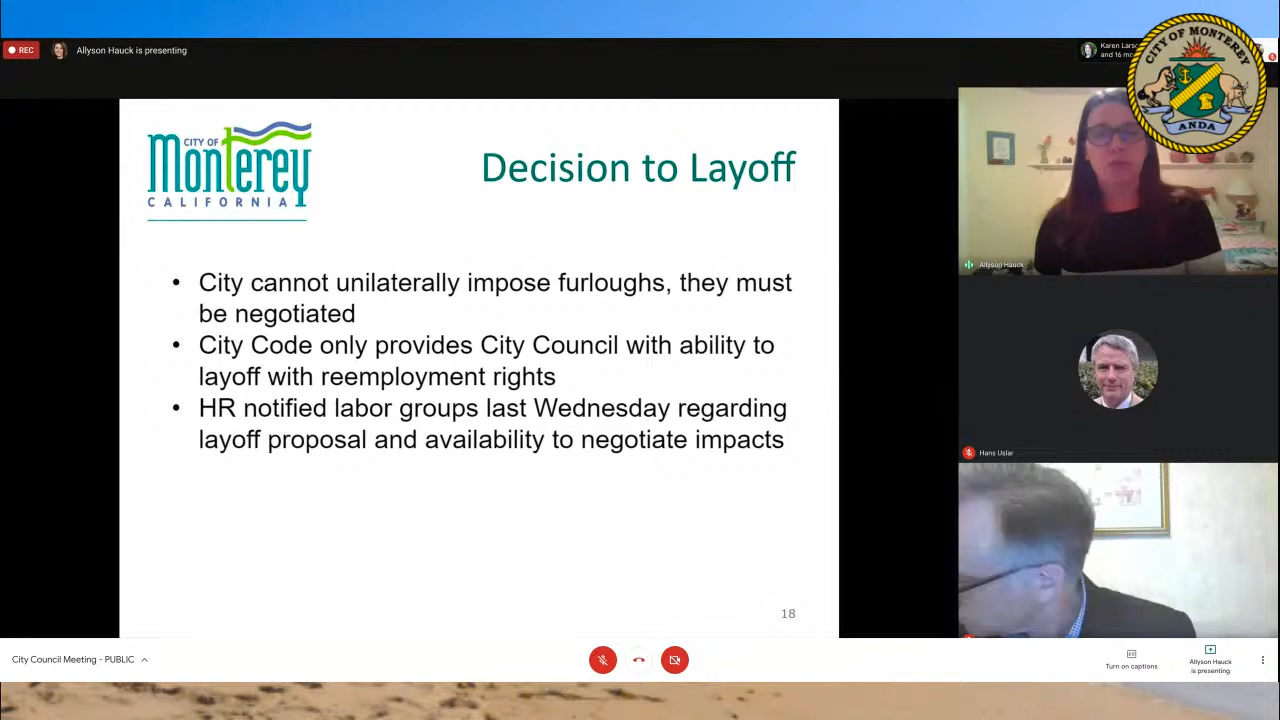 REC
Allyson Hauck is presenting
Karen
and 16
CITY OF MONTEREY
ANDA
CITY OF
Monterey
CALIFORNIA
Decision to Layoff
• City cannot unilaterally impose furloughs, they must
be negotiated
• City Code only provides City Council with ability to
layoff with reemployment rights
• HR notified labor groups last Wednesday regarding
layoff proposal and availability to negotiate impacts
18
Allyson Hauck
Hans Uslar
City Council Meeting - PUBLIC
Turn on captions
Allyson Hauck
is presenting